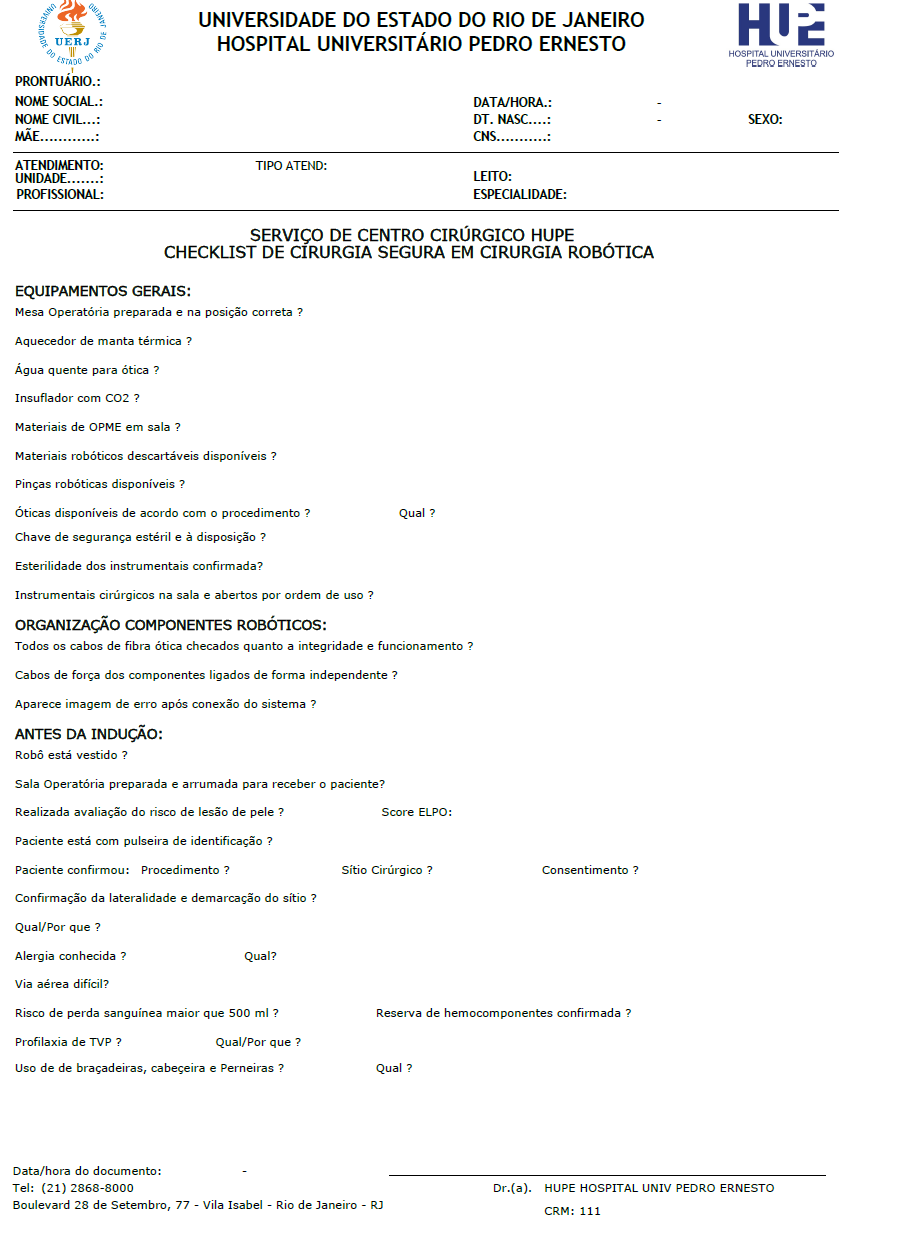 UNIVERSIDADE DO ESTADO DO RIO DE JANEIRO
HOSPITAL UNIVERSITÁRIO PEDRO ERNESTO
UERJ
UNIVERSIDADE DO ESTADO DO RIO DE JANEIRO
HUPE
HOSPITAL UNIVERSITÁRIO
PEDRO ERNESTO
PRONTUÁRIO.:
NOME SOCIAL.: DATA/HORA.: -
NOME CIVIL...: DT. NASC....: - SEXO:
MÃE............: CNS...........:
ATENDIMENTO: TIPO ATEND:
UNIDADE.......: LEITO:
PROFISSIONAL: ESPECIALIDADE:
SERVIÇO DE CENTRO CIRÚRGICO HUPE
CHECKLIST DE CIRURGIA SEGURA EM CIRURGIA ROBÓTICA
EQUIPAMENTOS GERAIS:
Mesa Operatória preparada e na posição correta ?
Aquecedor de manta térmica ?
Água quente para ótica ?
Insuflador com CO2 ?
Materiais de OPME em sala ?
Materiais robóticos descartáveis disponíveis ?
Pinças robóticas disponíveis ?
Óticas disponíveis de acordo com o procedimento ? Qual ?
Chave de segurança estéril e à disposição ?
Esterilidade dos instrumentais confirmada?
Instrumentais cirúrgicos na sala e abertos por ordem de uso ?
ORGANIZAÇÃO COMPONENTES ROBÓTICOS:
Todos os cabos de fibra ótica checados quanto a integridade e funcionamento ?
Cabos de força dos componentes ligados de forma independente ?
Aparece imagem de erro após conexão do sistema ?
ANTES DA INDUÇÃO:
Robô está vestido ?
Sala Operatória preparada e arrumada para receber o paciente?
Realizada avaliação do risco de lesão de pele ? Score ELPO:
Paciente está com pulseira de identificação ?
Paciente confirmou: Procedimento ? Sítio Cirúrgico ? Consentimento ?
Confirmação da lateralidade e demarcação do sítio ?
Qual/Por que ?
Alergia conhecida ? Qual?
Via aérea difícil?
Risco de perda sanguínea maior que 500 ml ? Reserva de hemocomponentes confirmada ?
Profilaxia de TVP ? Qual/Por que ?
Uso de de braçadeiras, cabeçeira e Perneiras ? Qual ?
Data/hora do documento: -
Tel: (21) 2868-8000 Dr.(a). HUPE HOSPITAL UNIV PEDRO ERNESTO
Boulevard 28 de Setembro, 77 - Vila Isabel - Rio de Janeiro - RJ
CRM: 111